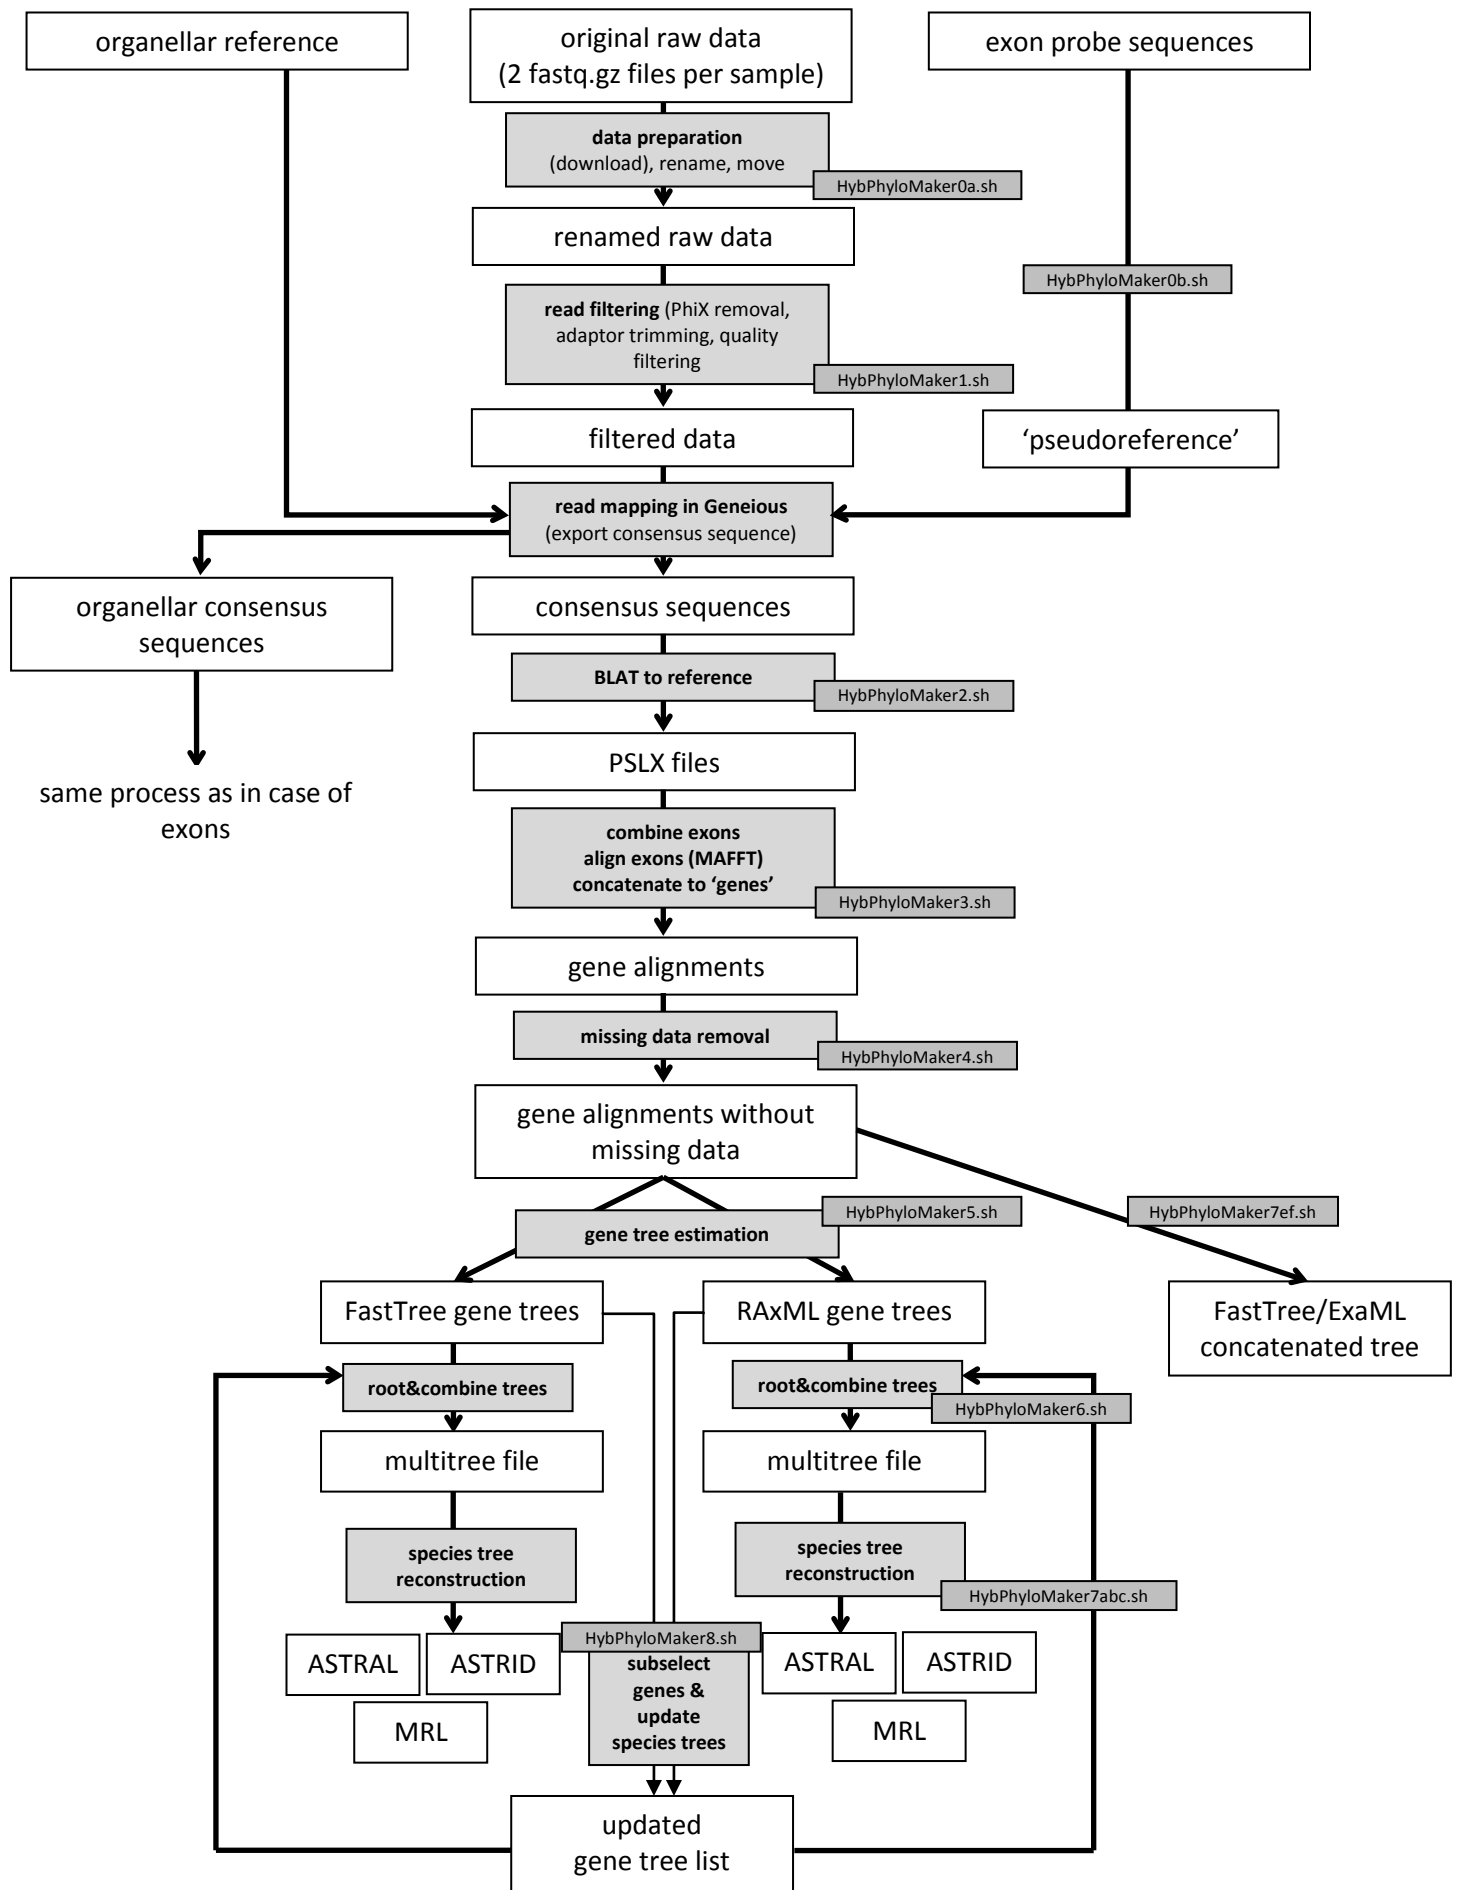 organellar reference
original raw data
(2 fastq.gz files per sample)
exon probe sequences
data preparation
(download), rename, move
HybPhyloMaker0a.sh
renamed raw data
HybPhyloMaker0b.sh
read filtering (PhiX removal,
adaptor trimming, quality
filtering
HybPhyloMaker1.sh
filtered data
‘pseudoreference’
read mapping in Geneious
(export consensus sequence)
organellar consensus
sequences
consensus sequences
BLAT to reference
HybPhyloMaker2.sh
PSLX files
same process as in case of
exons
combine exons
align exons (MAFFT)
concatenate to ‘genes’
HybPhyloMaker3.sh
gene alignments
missing data removal
HybPhyloMaker4.sh
gene alignments without
missing data
HybPhyloMaker5.sh
HybPhyloMaker7ef.sh
gene tree estimation
FastTree gene trees
RAxML gene trees
FastTree/ExaML
concatenated tree
root&combine trees
root&combine trees
HybPhyloMaker6.sh
multitree file
multitree file
species tree
reconstruction
species tree
reconstruction
HybPhyloMaker7abc.sh
HybPhyloMaker8.sh
ASTRAL
ASTRID
MRL
subselect
genes &
update
species trees
ASTRAL
ASTRID
MRL
updated
gene tree list